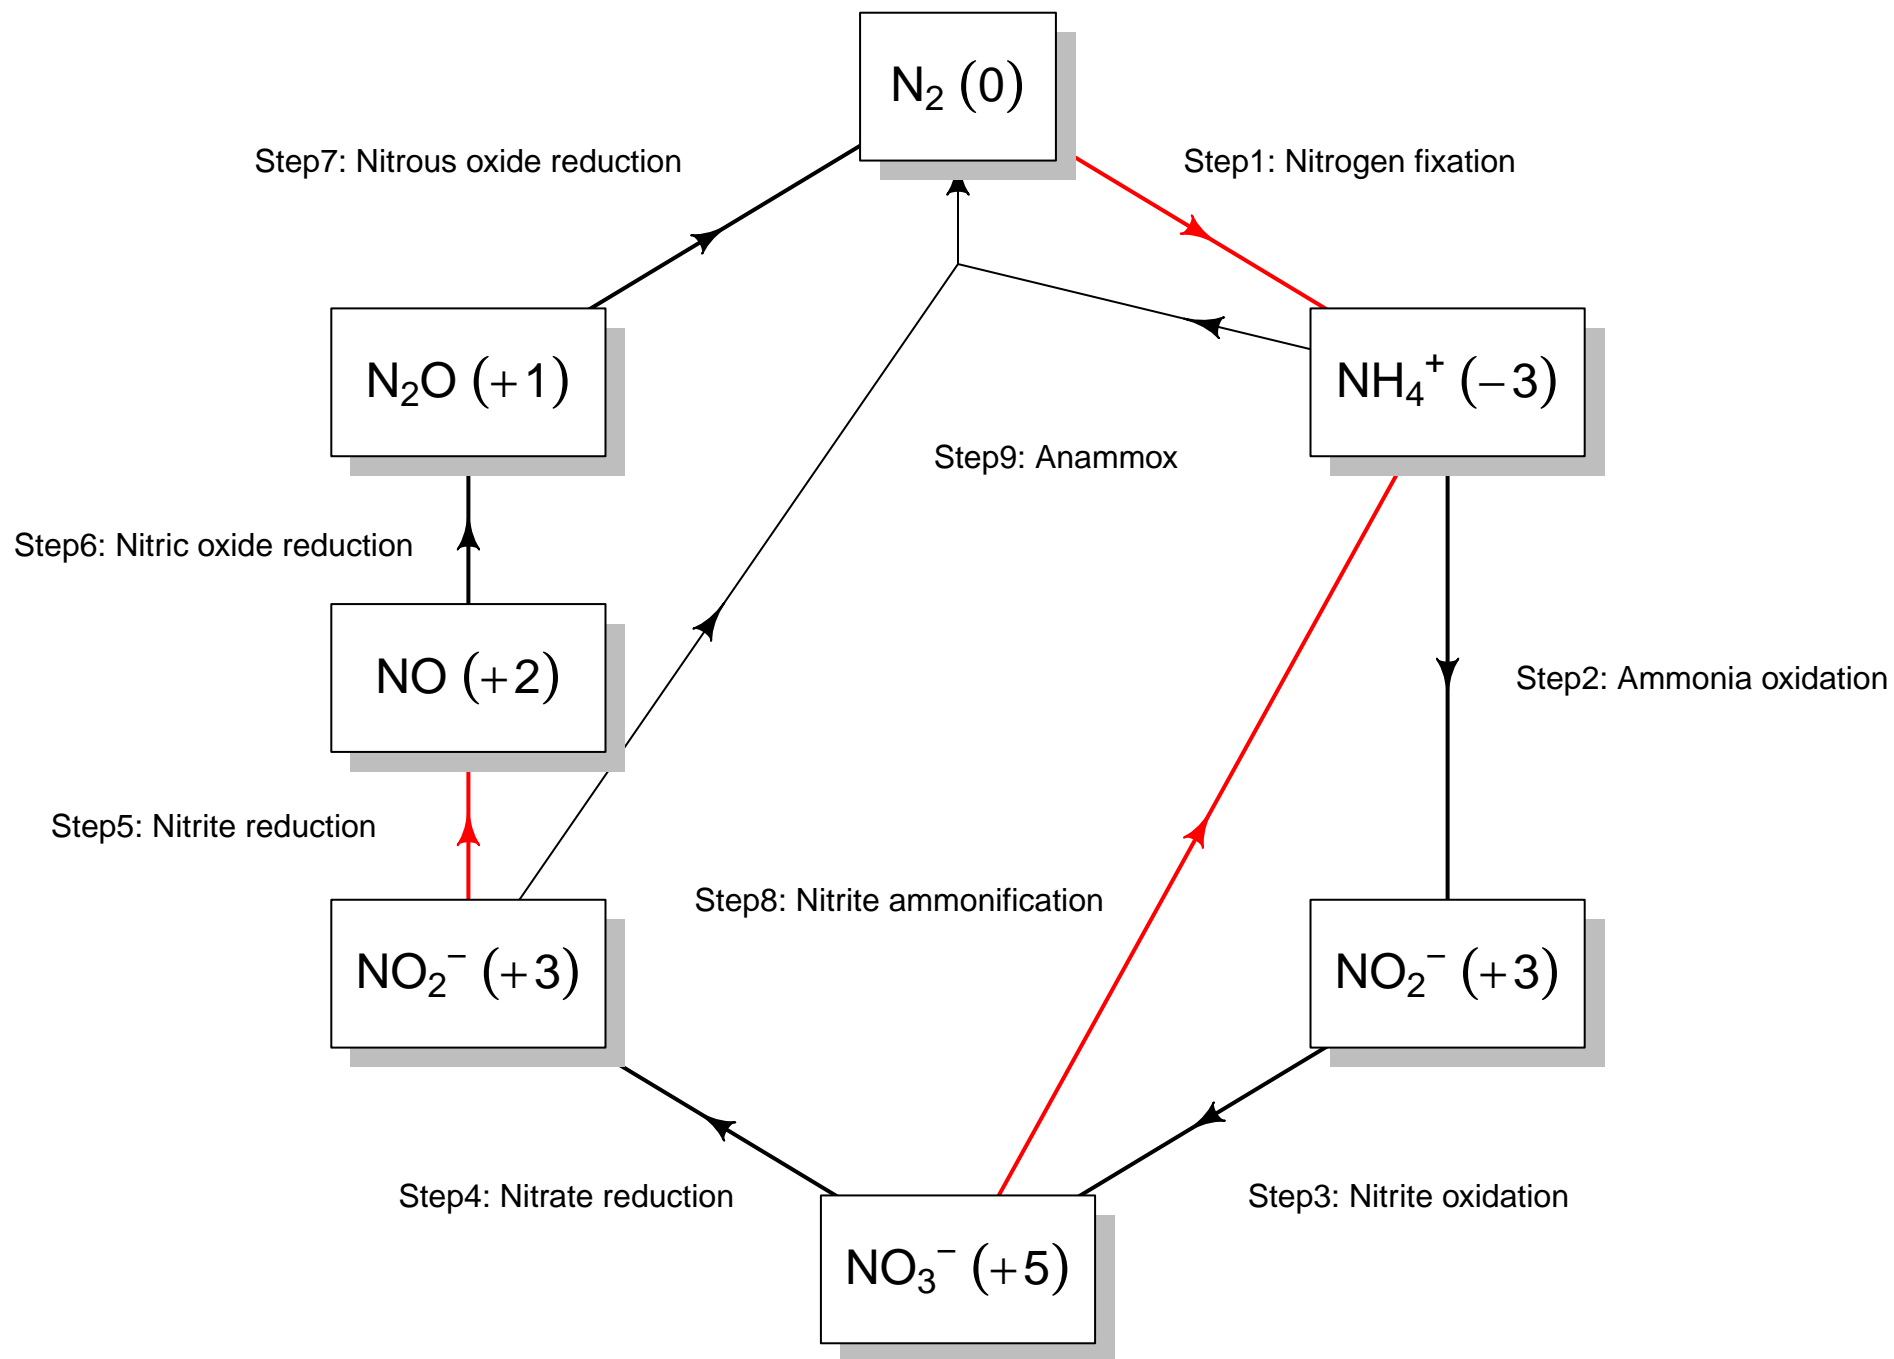 N₂ (0)
Step7: Nitrous oxide reduction
Step1: Nitrogen fixation
N₂O (+1)
NH₄⁺ (−3)
Step9: Anammox
Step6: Nitric oxide reduction
NO (+2)
Step2: Ammonia oxidation
Step5: Nitrite reduction
Step8: Nitrite ammonification
NO₂⁻ (+3)
NO₂⁻ (+3)
Step4: Nitrate reduction
Step3: Nitrite oxidation
NO₃⁻ (+5)